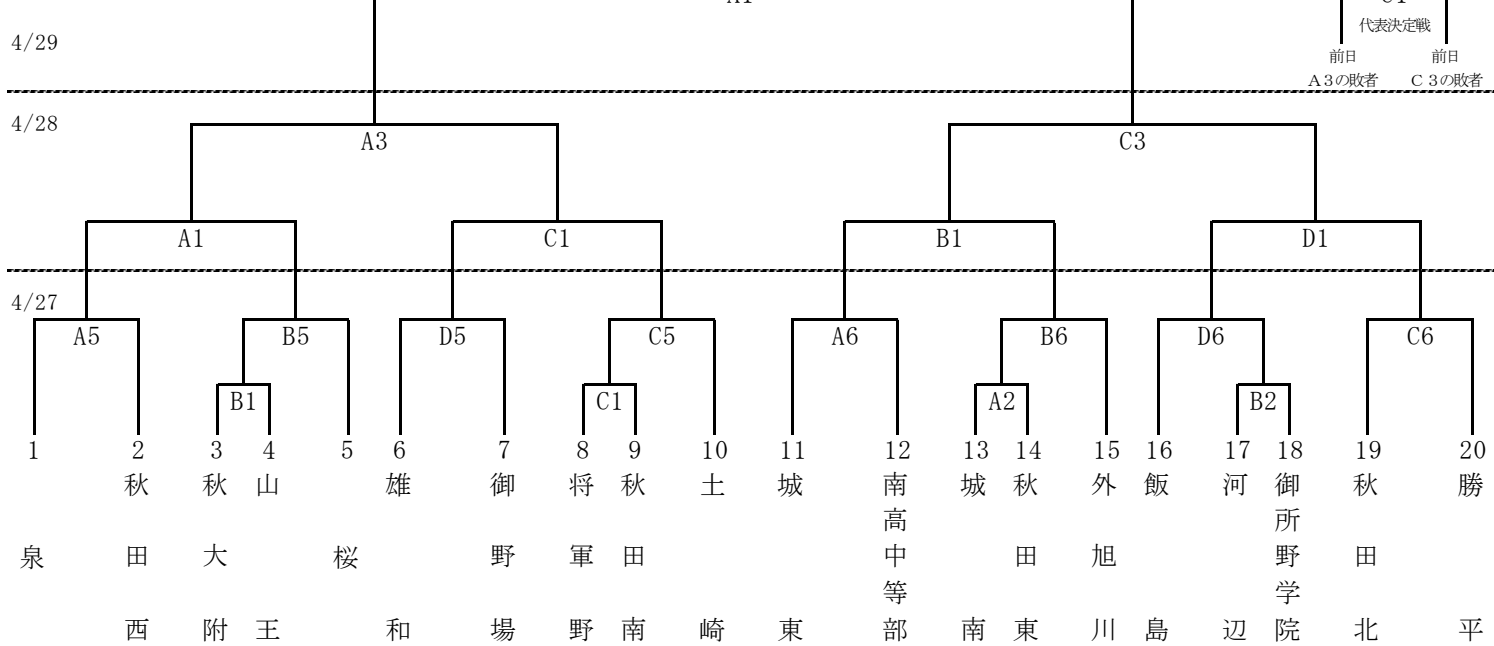 4/29
代表決定戦
前日
前日
A3の敗者
C3の敗者
4/28
A3
C3
A1
C1
B1
D1
4/27
A5
B5
D5
C5
A6
B6
D6
C6
B1
C1
A2
B2
1
2
3
4
5
6
7
8
9
10
11
12
13
14
15
16
17
18
19
20
泉
秋田西
秋大附
山王
桜
雄和
御野場
将軍野
秋田南
土崎
城東
南高中等部
城南
秋田東
外旭川
飯島
河辺
御所野学院
秋田北
勝平